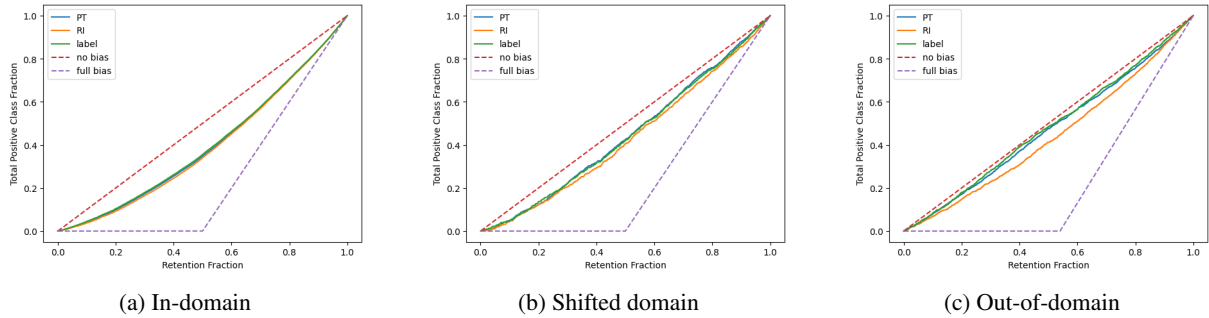 PT
RI
label
no bias
full bias
Total Positive Class Fraction
1.0
0.8
0.6
0.4
0.2
0.0
0.0 0.2 0.4 0.6 0.8 1.0
Retention Fraction
(a) In-domain
PT
RI
label
no bias
full bias
Total Positive Class Fraction
1.0
0.8
0.6
0.4
0.2
0.0
0.0 0.2 0.4 0.6 0.8 1.0
Retention Fraction
(b) Shifted domain
PT
RI
label
no bias
full bias
Total Positive Class Fraction
1.0
0.8
0.6
0.4
0.2
0.0
0.0 0.2 0.4 0.6 0.8 1.0
Retention Fraction
(c) Out-of-domain